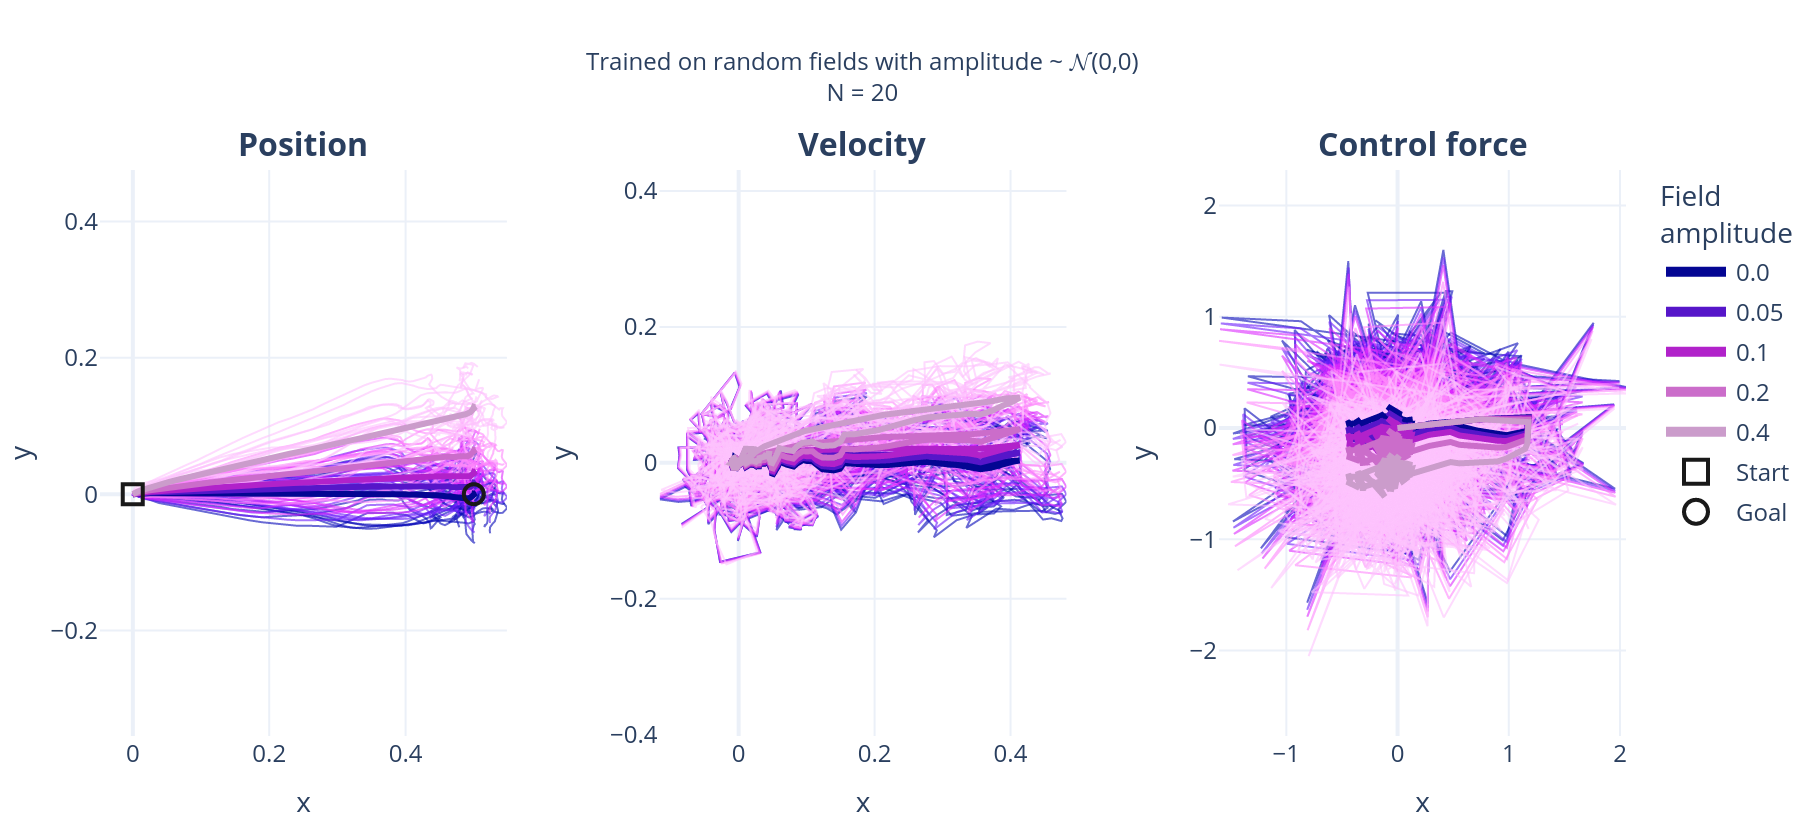 Trained on random fields with amplitude ~ 𝒩(0,0)
N = 20
Position
Velocity
Control force
y
0.4
0.2
0
−0.2
0
0.2
0.4
x
y
0.4
0.2
0
−0.2
−0.4
0
0.2
0.4
x
y
2
1
0
−1
−2
−1
0
1
2
x
Field
amplitude
0.0
0.05
0.1
0.2
0.4
Start
Goal